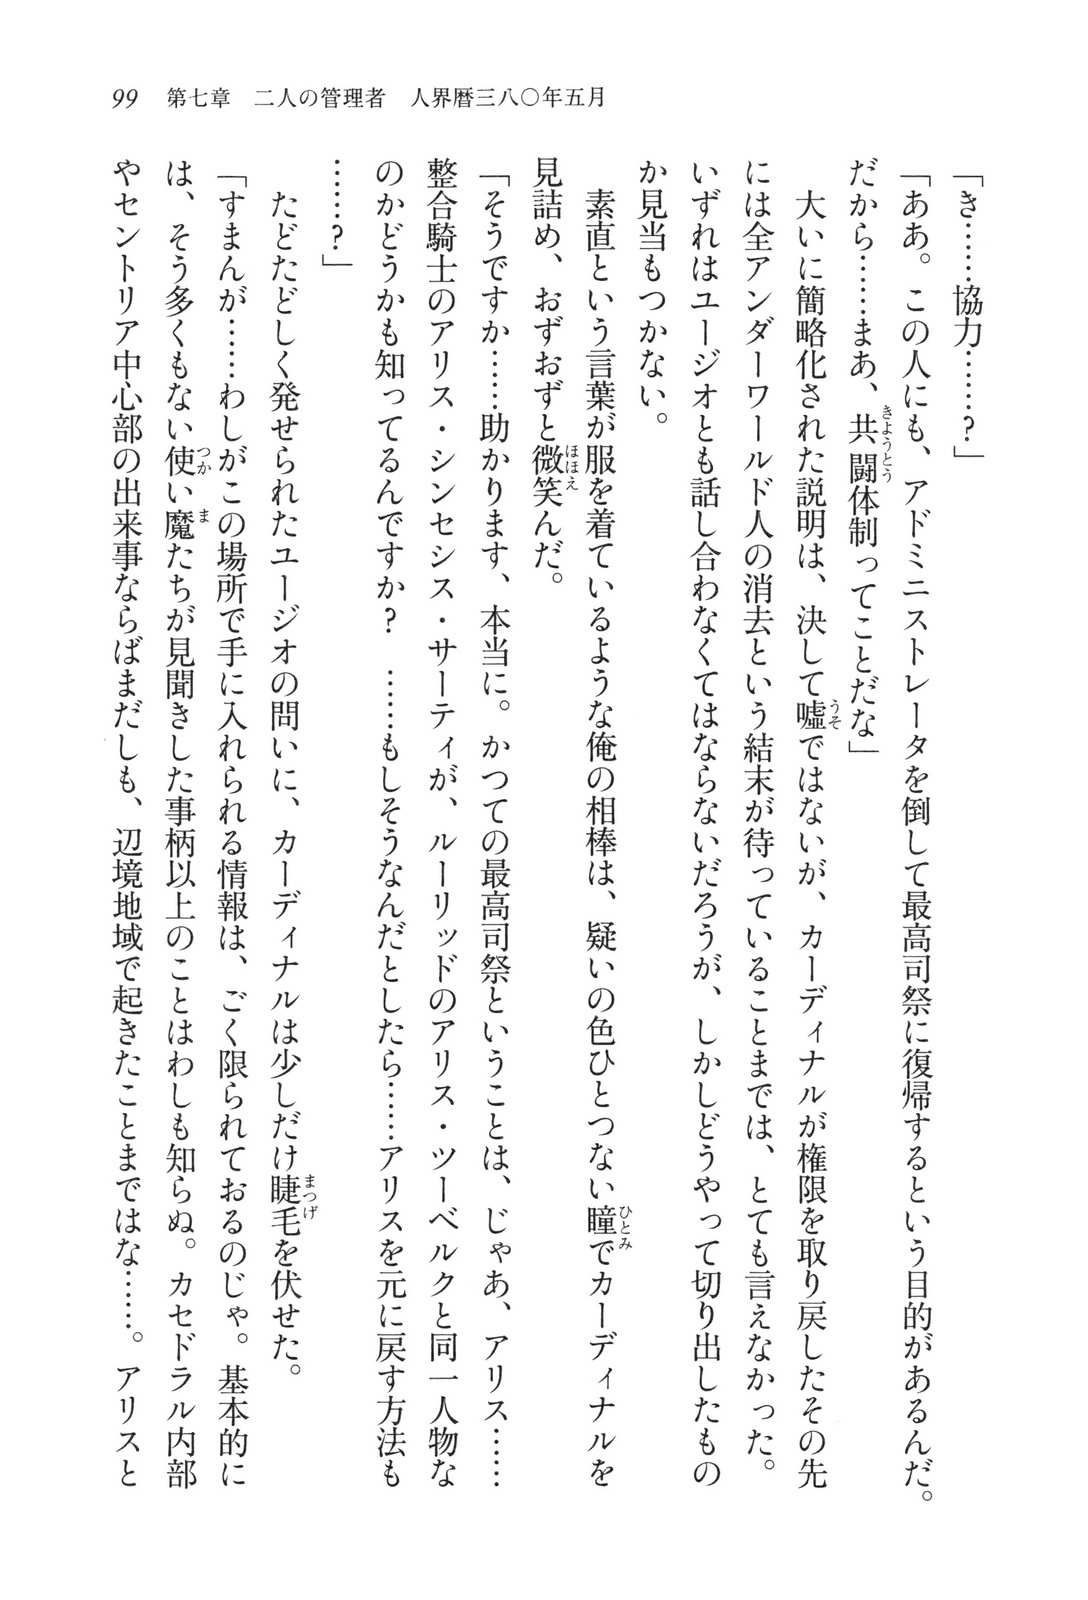 99　第七章　二人の管理者　人界暦三八〇年五月
「き……協力……？」
「ああ。この人にも、アドミニストレータを倒して最高司祭に復帰するという目的があるんだ。
だから……まあ、共闘体制ってことだな」
　大いに簡略化された説明は、決して嘘ではないが、カーディナルが権限を取り戻したその先
には全アンダーワールド人の消去という結末が待っていることまでは、とても言えなかった。
いずれはユージオとも話し合わなくてはならないだろうが、しかしどうやって切り出したもの
か見当もつかない。
　素直という言葉が服を着ているような俺の相棒は、疑いの色ひとつない瞳でカーディナルを
見詰め、おずおずと微笑んだ。
「そうですか……助かります、本当に。かつての最高司祭ということは、じゃあ、アリス……
整合騎士のアリス・シンセシス・サーティが、ルーリッドのアリス・ツーベルクと同一人物な
のかどうかも知ってるんですか？　……もしそうなんだとしたら……アリスを元に戻す方法も
……？」
　たどたどしく発せられたユージオの問いに、カーディナルは少しだけ睫毛を伏せた。
「すまんが……わしがこの場所で手に入れられる情報は、ごく限られておるのじゃ。基本的に
は、そう多くもない使い魔たちが見聞きした事柄以上のことはわしも知らぬ。カセドラル内部
やセントリア中心部の出来事ならばまだしも、辺境地域で起きたことまではな……。アリスと